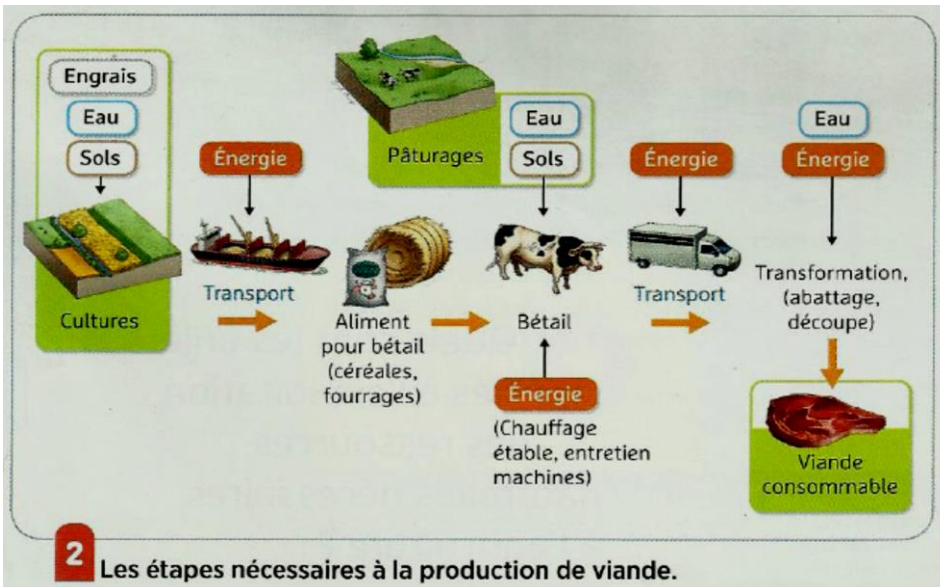 Engrais
Eau
Sols
Cultures
Énergie
Transport
Aliment
pour bétail
(céréales,
fourrages)
Pâturages
Eau
Sols
Bétail
Énergie
(Chauffage
étable, entretien
machines)
Énergie
Transport
Eau
Énergie
Transformation,
(abattage,
découpe)
Viande
consommable
2
Les étapes nécessaires à la production de viande.